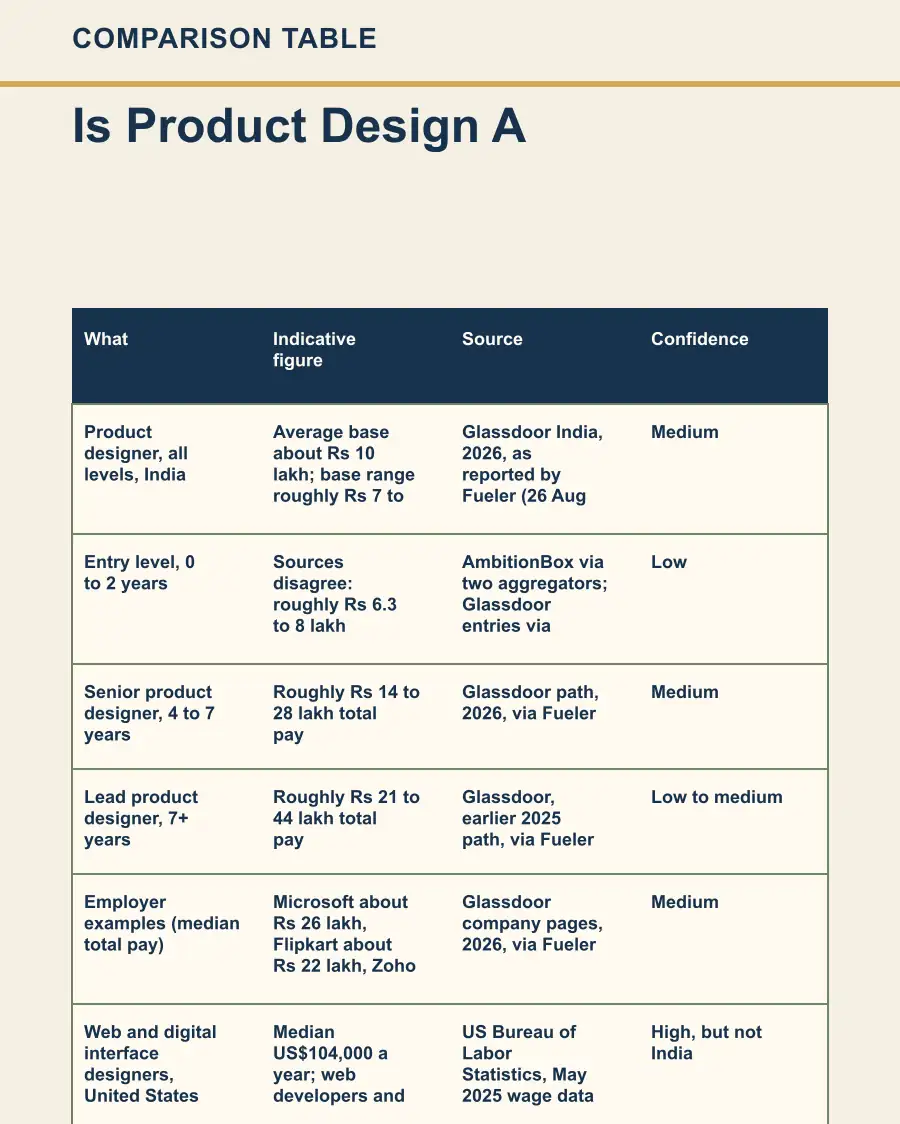 COMPARISON TABLE
Is Product Design A
What
Indicative
figure
Source
Confidence
Product
designer, all
levels, India
Average base
about Rs 10
lakh; base range
roughly Rs 7 to
Glassdoor India,
2026, as
reported by
Fueler (26 Aug
Medium
Entry level, 0
to 2 years
Sources
disagree:
roughly Rs 6.3
to 8 lakh
AmbitionBox via
two aggregators;
Glassdoor
entries via
Low
Senior product
designer, 4 to 7
years
Roughly Rs 14 to
28 lakh total
pay
Glassdoor path,
2026, via Fueler
Medium
Lead product
designer, 7+
years
Roughly Rs 21 to
44 lakh total
pay
Glassdoor,
earlier 2025
path, via Fueler
Low to medium
Employer
examples (median
total pay)
Microsoft about
Rs 26 lakh,
Flipkart about
Rs 22 lakh, Zoho
Glassdoor
company pages,
2026, via Fueler
Medium
Web and digital
interface
designers,
United States
Median
US$104,000 a
year; web
developers and
US Bureau of
Labor
Statistics, May
2025 wage data
High, but not
India